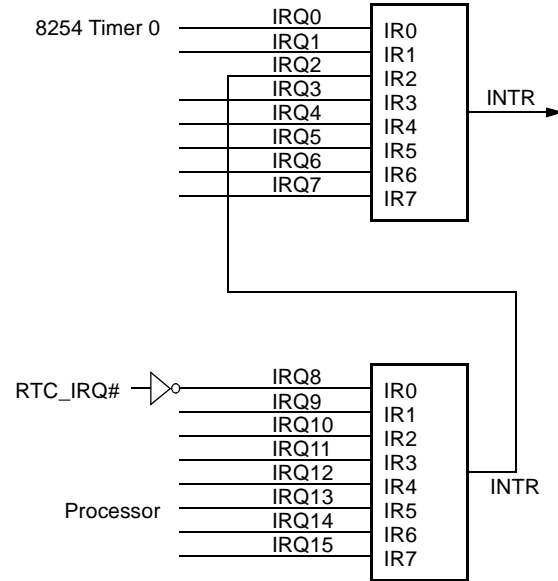 8254 Timer 0
IRQ0
IR0
IRQ1
IR1
IRQ2
IR2
IRQ3
IR3
INTR
IRQ4
IR4
IRQ5
IR5
IRQ6
IR6
IRQ7
IR7
RTC_IRQ#
IRQ8
IR0
IRQ9
IR1
IRQ10
IR2
IRQ11
IR3
IRQ12
IR4
INTR
Processor
IRQ13
IR5
IRQ14
IR6
IRQ15
IR7